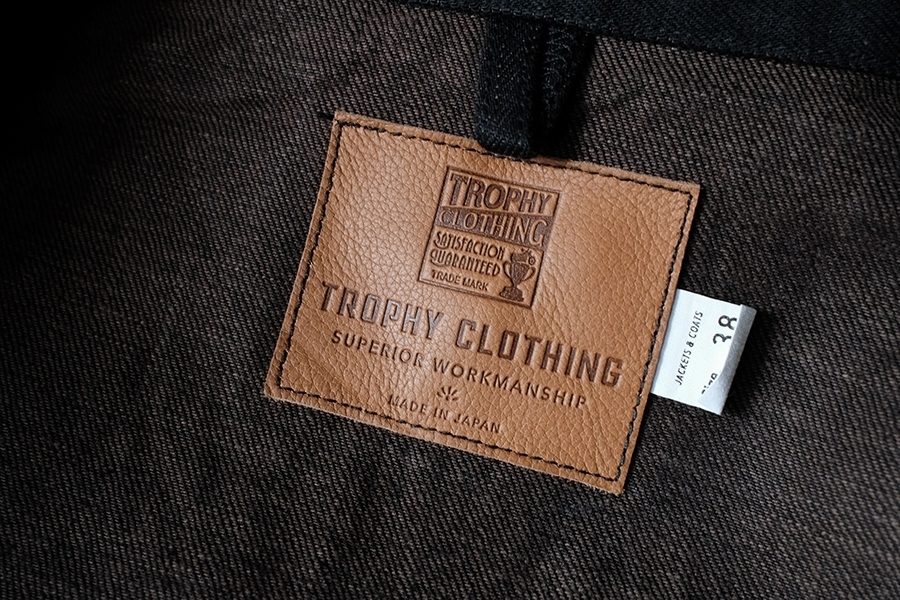 TROPHY
CLOTHING
SATISFACTION
GUARANTEED
TRADE MARK
TROPHY CLOTHING
SUPERIOR WORKMANSHIP
MADE IN JAPAN
JACKETS & COATS
38